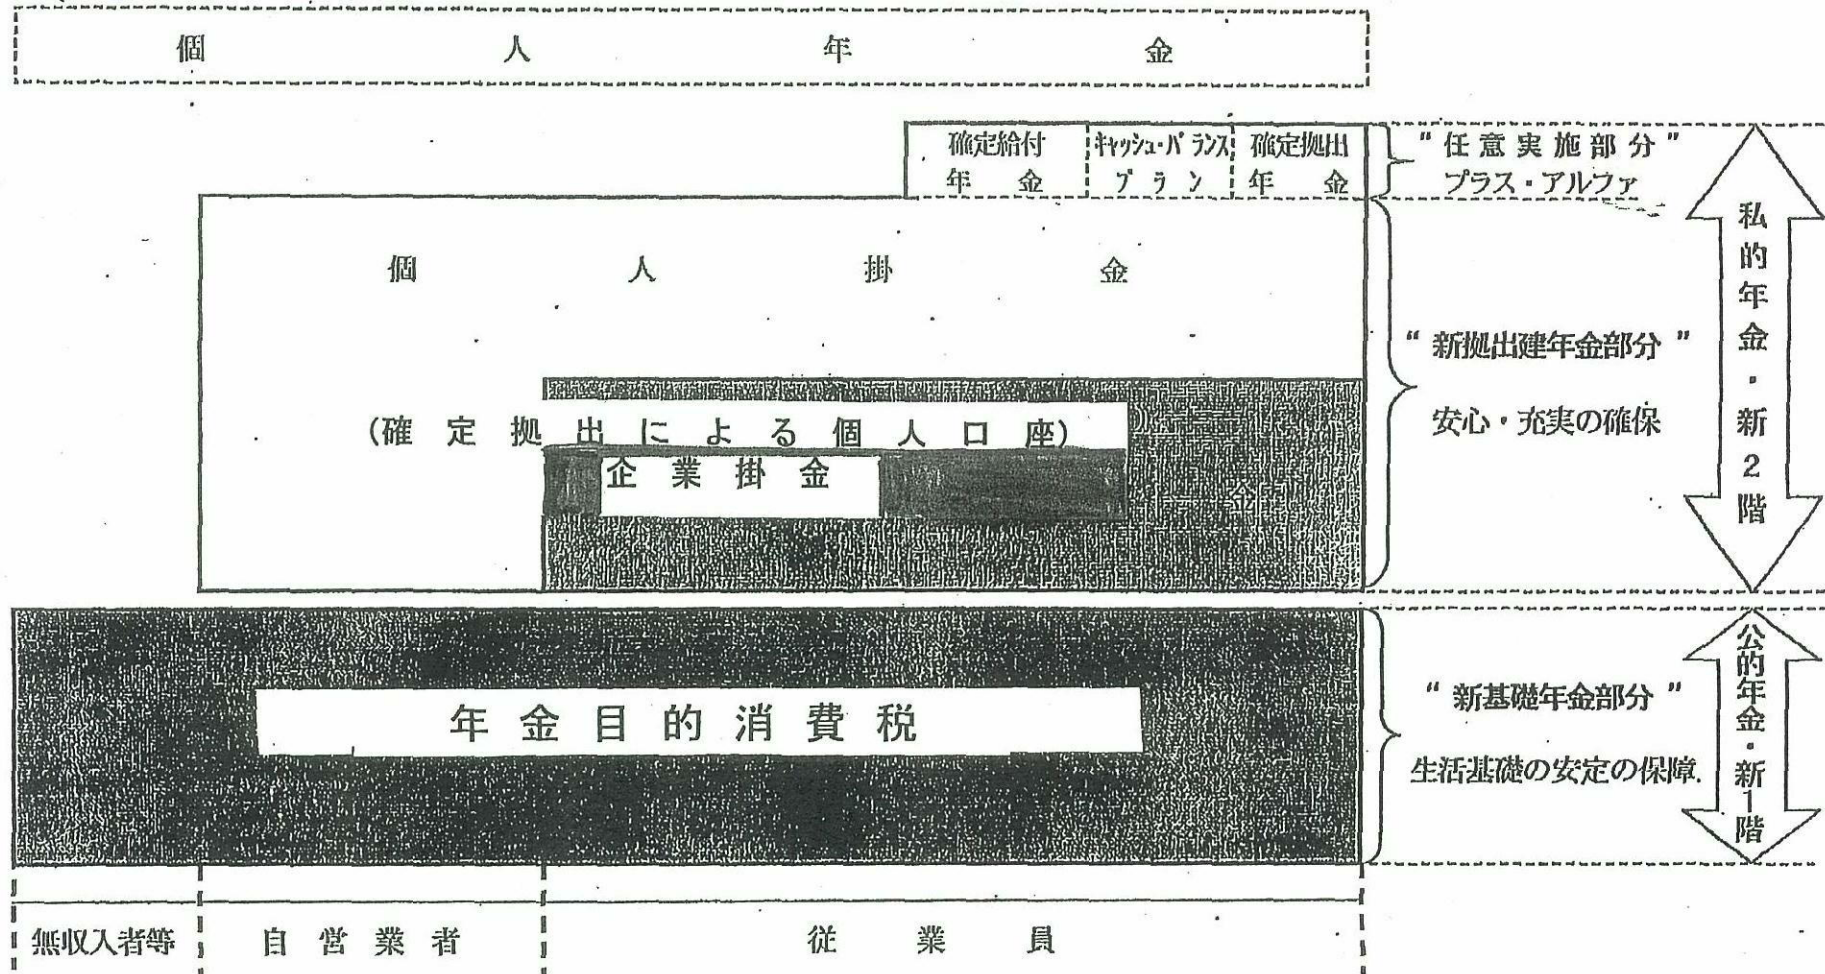 個人年金
確定給付
年金
キャッシュ・バランス
プラン
確定拠出
年金
"任意実施部分"
プラス・アルファ
個人掛金
(確定拠出による個人口座)
企業掛金
金
"新拠出建年金部分"
安心・充実の確保
私的年金・新2階
年金目的消費税
"新基礎年金部分"
生活基礎の安定の保障
公的年金・新1階
無収入者等
自営業者
従業員